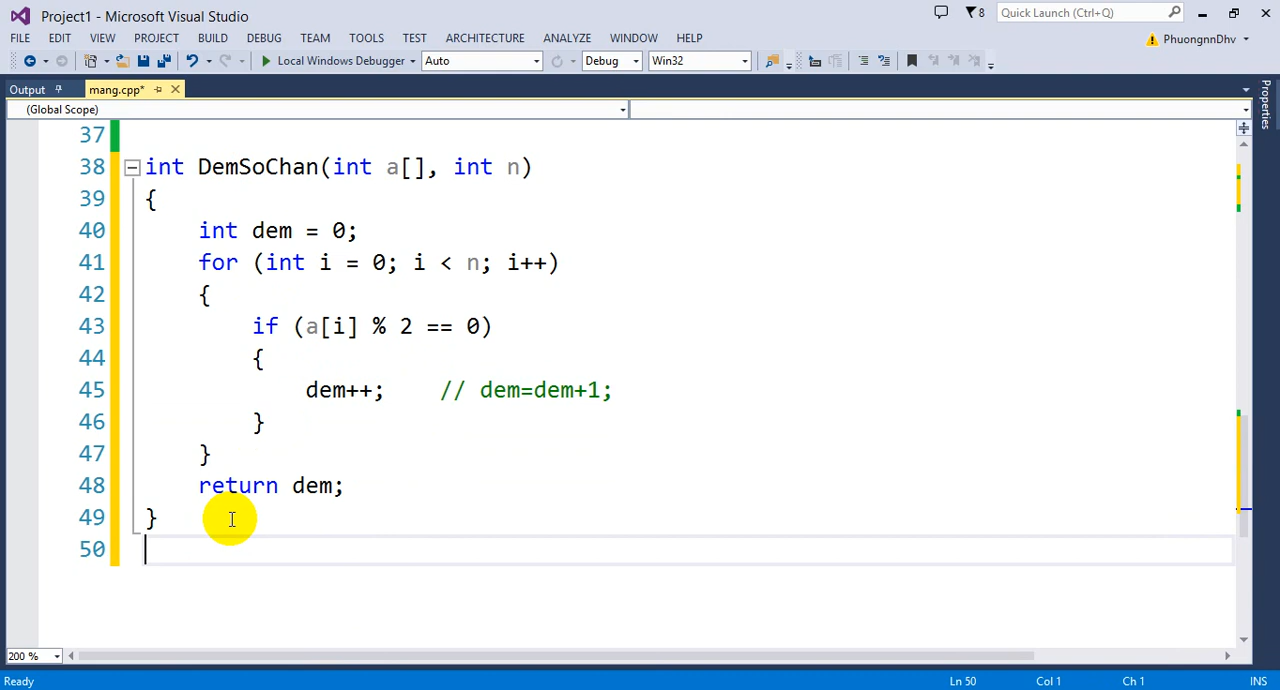 Project1 - Microsoft Visual Studio
8
Quick Launch (Ctrl+Q)
FILE EDIT VIEW PROJECT BUILD DEBUG TEAM TOOLS TEST ARCHITECTURE ANALYZE WINDOW HELP
PhuongnnDhv
Local Windows Debugger Auto Debug Win32
Output mang.cpp*
(Global Scope)
Properties
37
38 int DemSoChan(int a[], int n)
39 {
40 int dem = 0;
41 for (int i = 0; i < n; i++)
42 {
43 if (a[i] % 2 == 0)
44 {
45 dem++; // dem=dem+1;
46 }
47 }
48 return dem;
49 }
50
200 %
Ready Ln 50 Col 1 Ch 1 INS